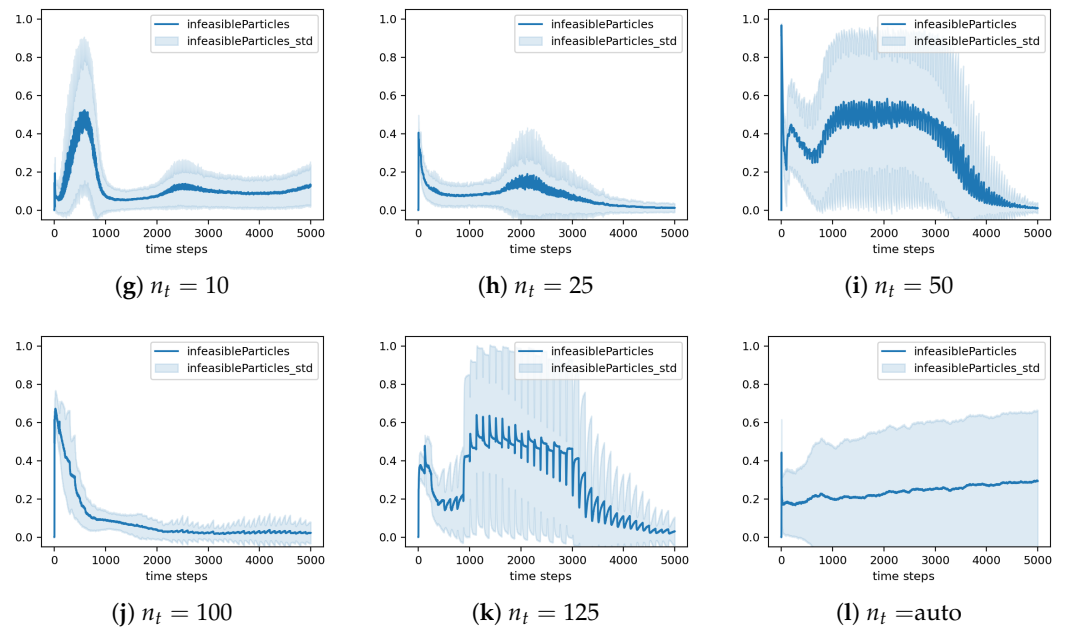 1.0
0.8
0.6
0.4
0.2
0.0
infeasibleParticles
infeasibleParticles_std
0 1000 2000 3000 4000 5000
time steps
(g) n_t = 10
1.0
0.8
0.6
0.4
0.2
0.0
infeasibleParticles
infeasibleParticles_std
0 1000 2000 3000 4000 5000
time steps
(h) n_t = 25
1.0
0.8
0.6
0.4
0.2
0.0
infeasibleParticles
infeasibleParticles_std
0 1000 2000 3000 4000 5000
time steps
(i) n_t = 50
1.0
0.8
0.6
0.4
0.2
0.0
infeasibleParticles
infeasibleParticles_std
0 1000 2000 3000 4000 5000
time steps
(j) n_t = 100
1.0
0.8
0.6
0.4
0.2
0.0
infeasibleParticles
infeasibleParticles_std
0 1000 2000 3000 4000 5000
time steps
(k) n_t = 125
1.0
0.8
0.6
0.4
0.2
0.0
infeasibleParticles
infeasibleParticles_std
0 1000 2000 3000 4000 5000
time steps
(l) n_t =auto